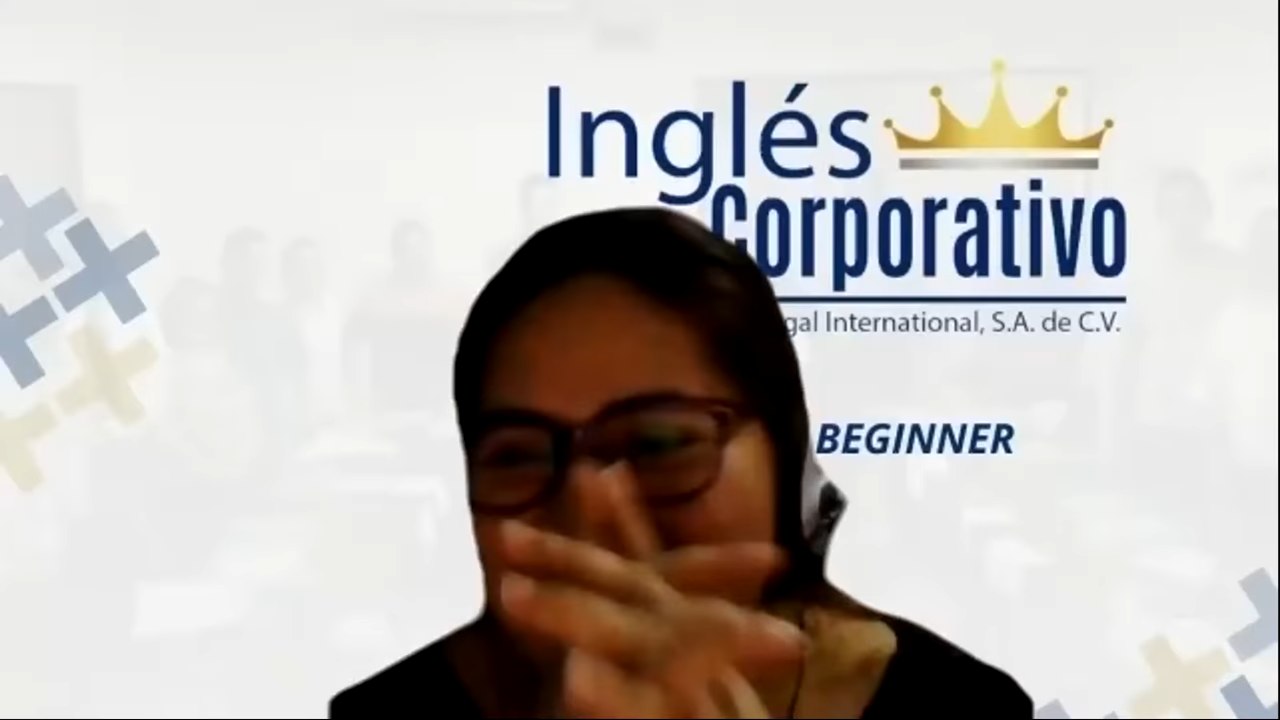 Inglés
Corporativo
International, S.A. de C.V.
BEGINNER